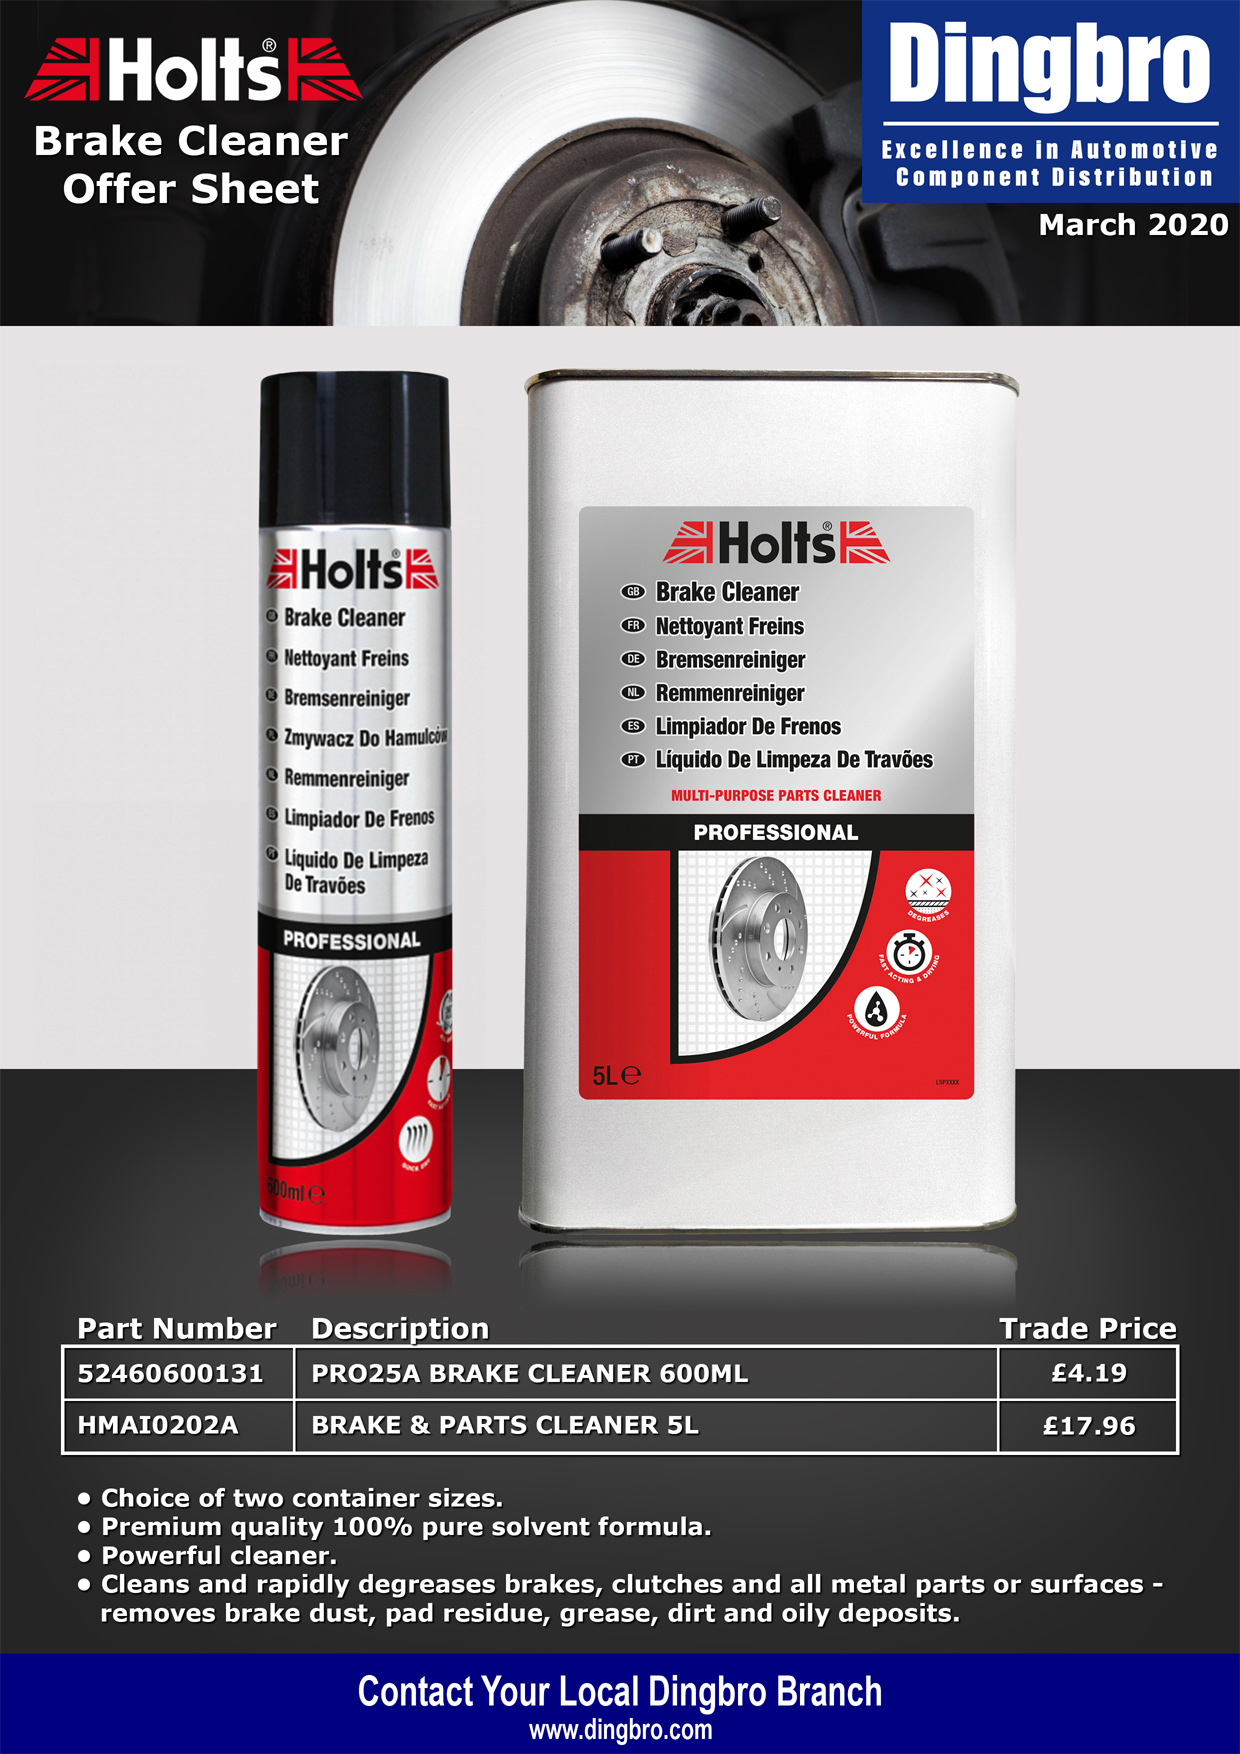 Holts®
Brake Cleaner
Offer Sheet
Dingbro
Excellence in Automotive
Component Distribution
March 2020
Holts®
Brake Cleaner
Nettoyant Freins
Bremsenreiniger
Zmywacz Do Hamulców
Remmenreiniger
Limpiador De Frenos
Líquido De Limpeza
De Travões
PROFESSIONAL
QUICK DRY
600ml ℮
Holts®
GB Brake Cleaner
FR Nettoyant Freins
DE Bremsenreiniger
NL Remmenreiniger
ES Limpiador De Frenos
PT Líquido De Limpeza De Travões
MULTI-PURPOSE PARTS CLEANER
PROFESSIONAL
DEGREASES
FAST ACTING & DRYING
POWERFUL FORMULA
5L ℮
LSPXXXX
Part Number Description Trade Price
52460600131 PRO25A BRAKE CLEANER 600ML £4.19
HMAI0202A BRAKE & PARTS CLEANER 5L £17.96
• Choice of two container sizes.
• Premium quality 100% pure solvent formula.
• Powerful cleaner.
• Cleans and rapidly degreases brakes, clutches and all metal parts or surfaces -
removes brake dust, pad residue, grease, dirt and oily deposits.
Contact Your Local Dingbro Branch
www.dingbro.com